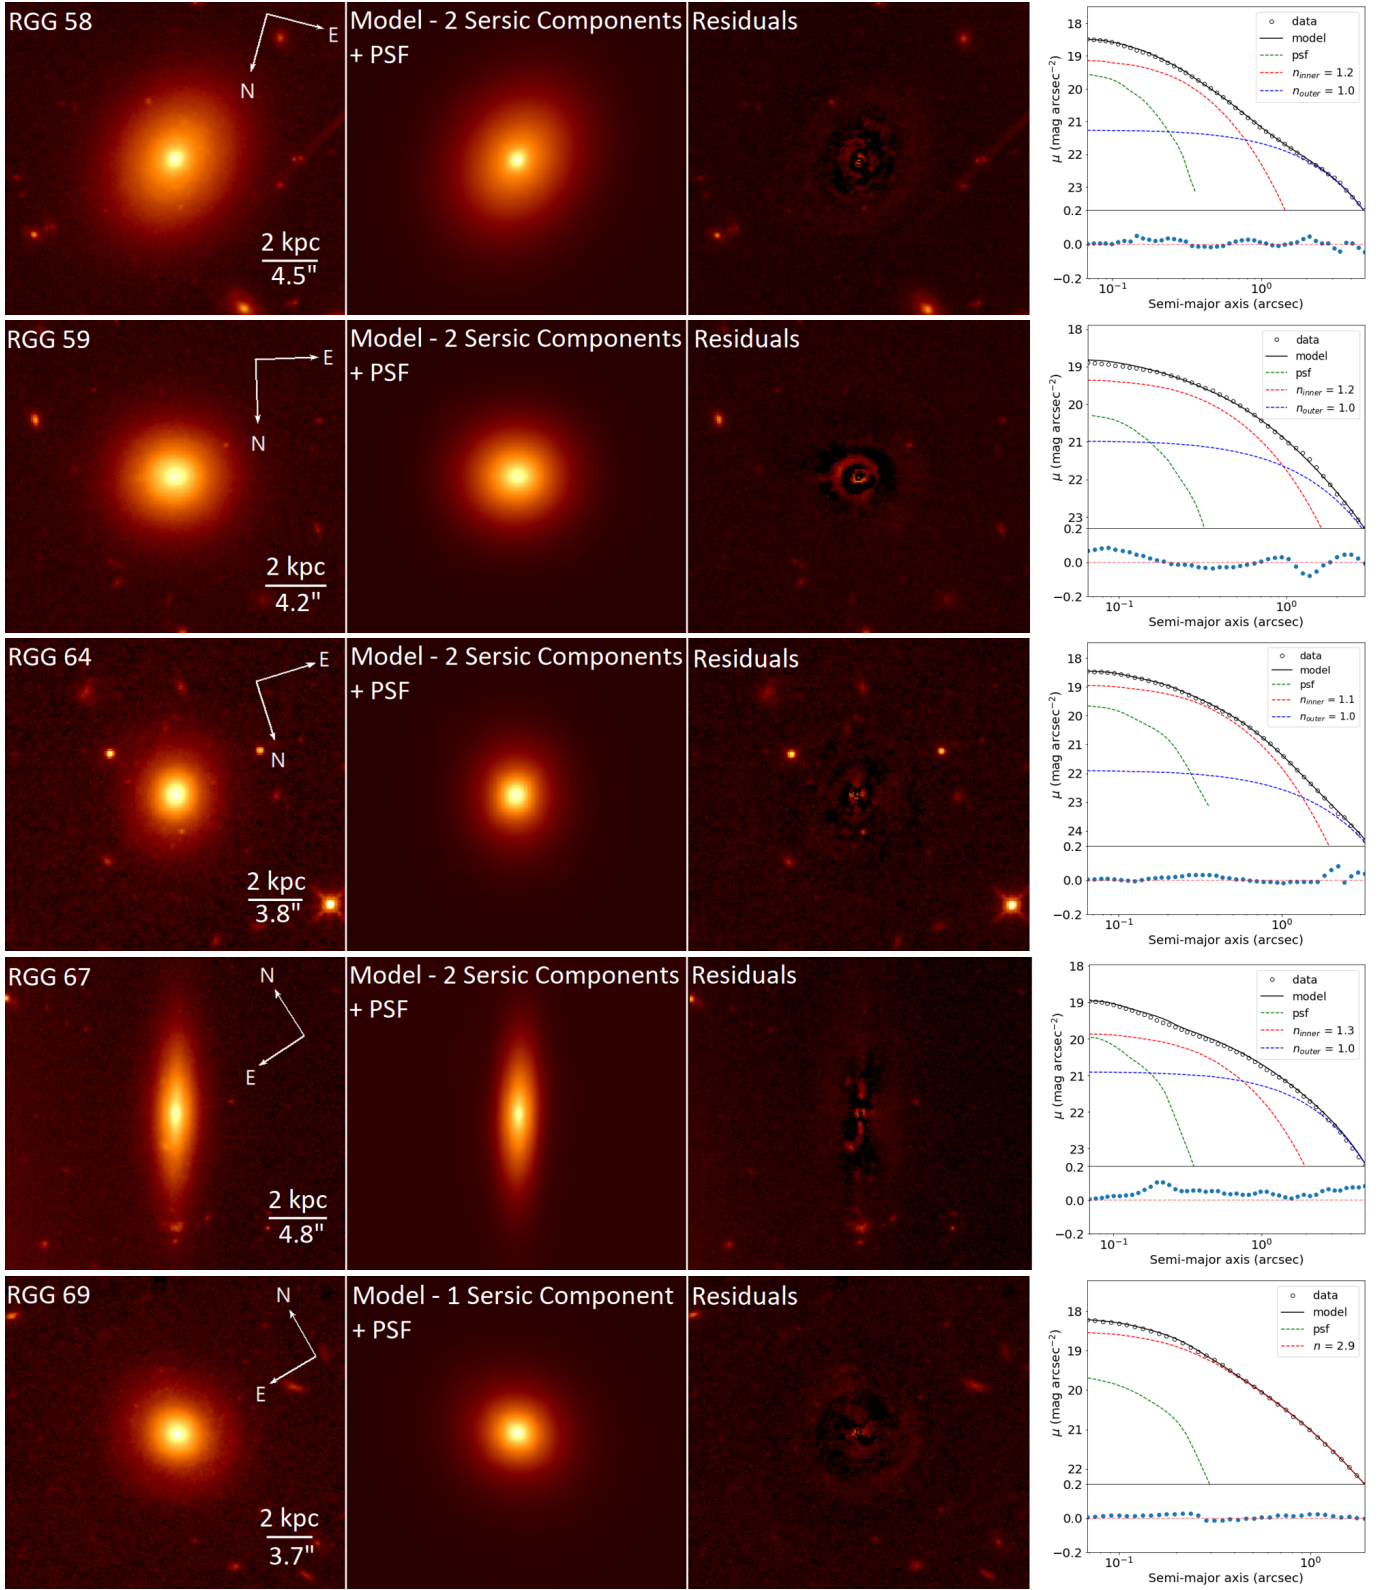 RGG 58
E
N
2 kpc
4.5"
Model - 2 Sersic Components
+ PSF
Residuals
18
19
20
21
22
23
0.2
0.0
−0.2
μ (mag arcsec⁻²)
data
model
psf
n_inner = 1.2
n_outer = 1.0
10⁻¹
10⁰
Semi-major axis (arcsec)
RGG 59
E
N
2 kpc
4.2"
Model - 2 Sersic Components
+ PSF
Residuals
18
19
20
21
22
23
0.2
0.0
−0.2
μ (mag arcsec⁻²)
data
model
psf
n_inner = 1.2
n_outer = 1.0
10⁻¹
10⁰
Semi-major axis (arcsec)
RGG 64
E
N
2 kpc
3.8"
Model - 2 Sersic Components
+ PSF
Residuals
18
19
20
21
22
23
24
0.2
0.0
−0.2
μ (mag arcsec⁻²)
data
model
psf
n_inner = 1.1
n_outer = 1.0
10⁻¹
10⁰
Semi-major axis (arcsec)
RGG 67
N
E
2 kpc
4.8"
Model - 2 Sersic Components
+ PSF
Residuals
18
19
20
21
22
23
0.2
0.0
−0.2
μ (mag arcsec⁻²)
data
model
psf
n_inner = 1.3
n_outer = 1.0
10⁻¹
10⁰
Semi-major axis (arcsec)
RGG 69
N
E
2 kpc
3.7"
Model - 1 Sersic Component
+ PSF
Residuals
18
19
20
21
22
0.2
0.0
−0.2
μ (mag arcsec⁻²)
data
model
psf
n = 2.9
10⁻¹
10⁰
Semi-major axis (arcsec)